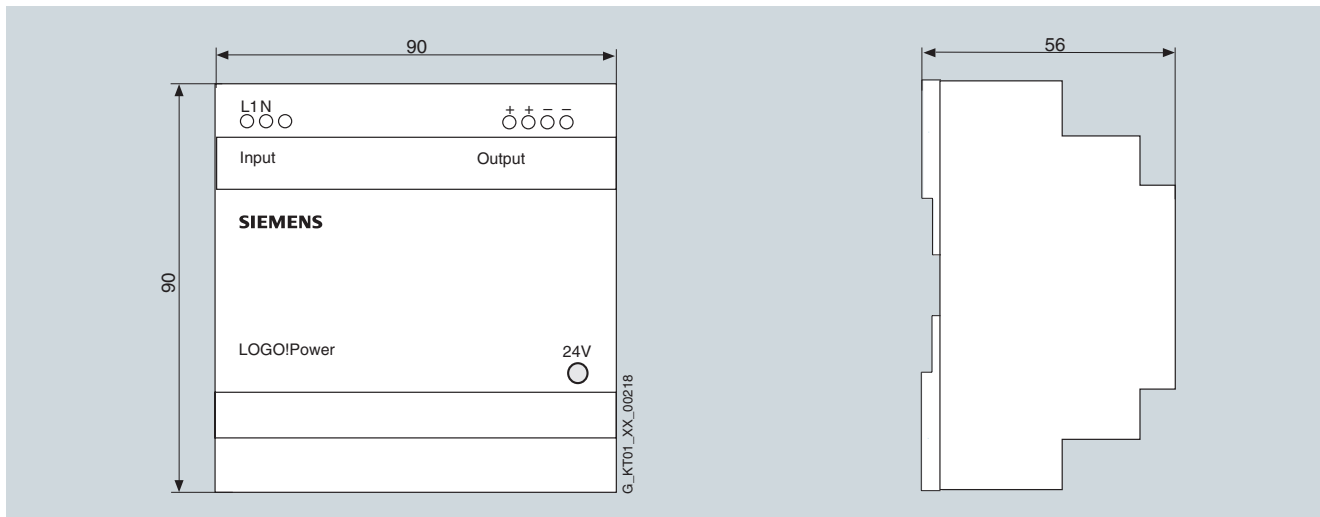 90
56
L1 N
+ + – –
Input Output
SIEMENS
90
LOGO!Power
24V
G_KT01_XX_00218